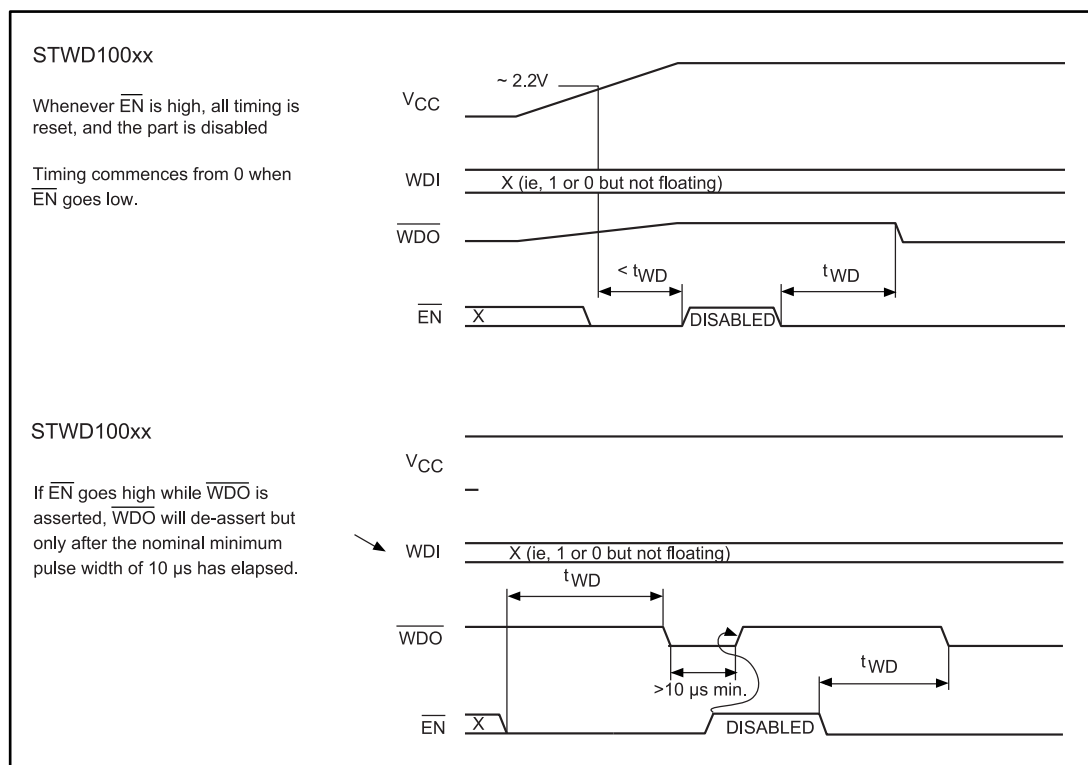 STWD100xx
Whenever EN is high, all timing is
reset, and the part is disabled
Timing commences from 0 when
EN goes low.
~ 2.2V
VCC
WDI
X (ie, 1 or 0 but not floating)
WDO
< tWD
tWD
EN
X
DISABLED
STWD100xx
If EN goes high while WDO is
asserted, WDO will de-assert but
only after the nominal minimum
pulse width of 10 µs has elapsed.
VCC
WDI
X (ie, 1 or 0 but not floating)
tWD
WDO
>10 µs min.
tWD
EN
X
DISABLED